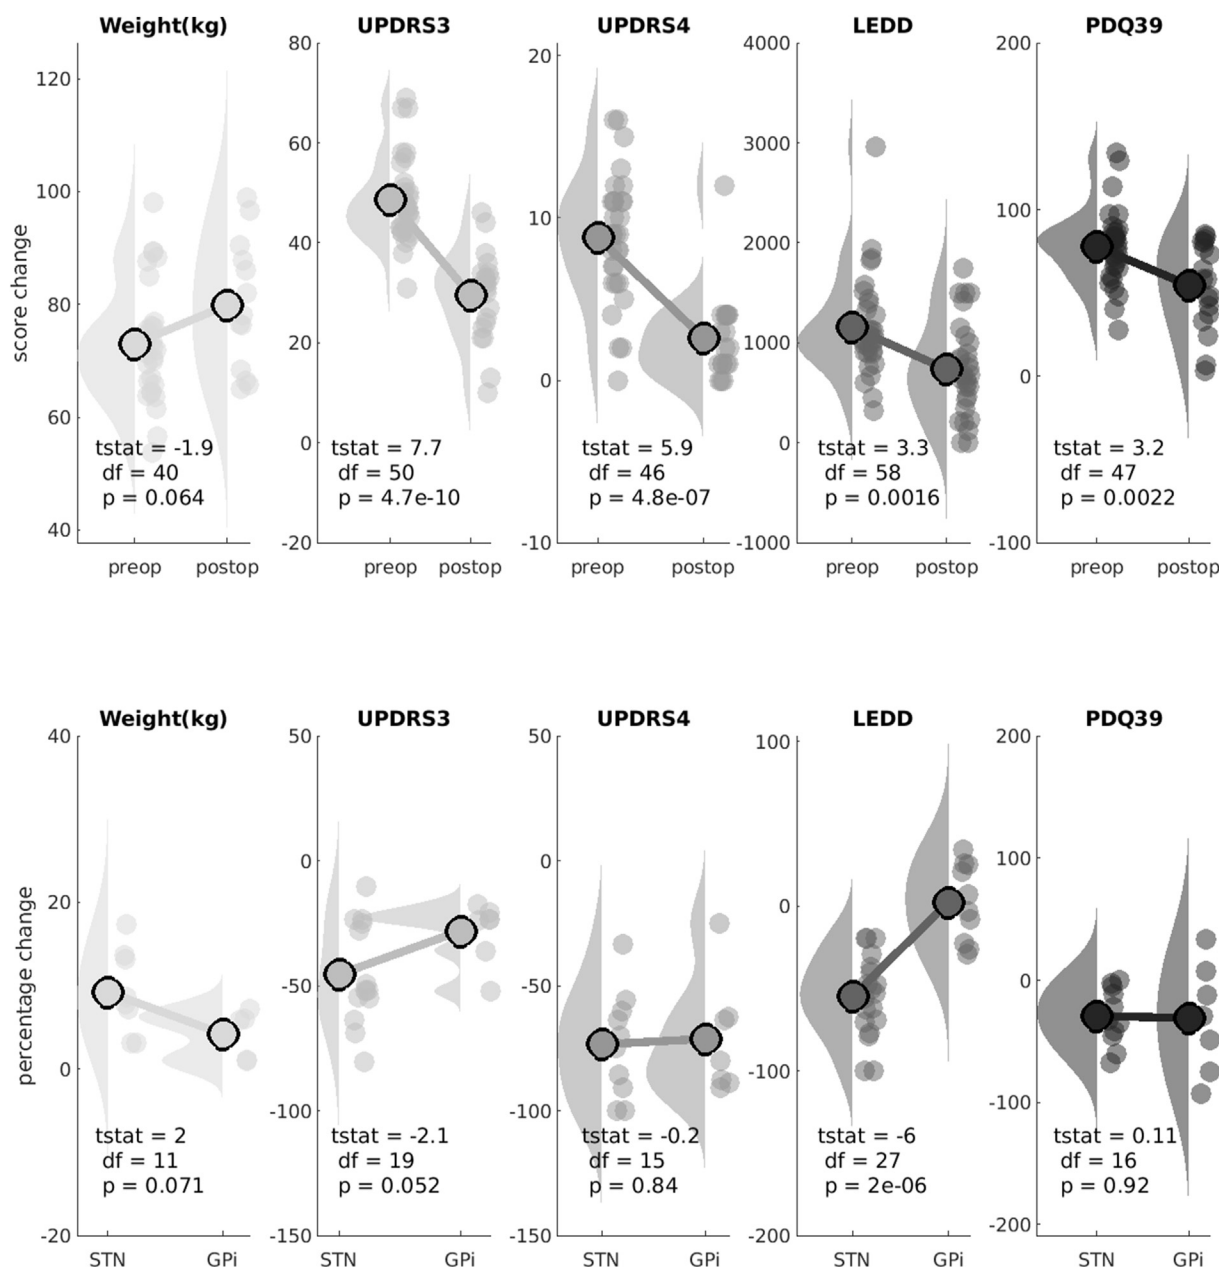 Weight(kg) UPDRS3 UPDRS4 LEDD PDQ39
120 80 20 4000 200
100 60 3000
score change
80 40 10 2000 100
60 20 0 1000 0
40 0 0
-20 -10 -1000 -100
tstat = -1.9 tstat = 7.7 tstat = 5.9 tstat = 3.3 tstat = 3.2
df = 40 df = 50 df = 46 df = 58 df = 47
p = 0.064 p = 4.7e-10 p = 4.8e-07 p = 0.0016 p = 0.0022
preop postop preop postop preop postop preop postop preop postop
Weight(kg) UPDRS3 UPDRS4 LEDD PDQ39
40 50 50 100 200
20 0 0 0 100
percentage change
0 -50 -50 -100 0
-20 -100 -100 -200 -100
-150 -150 -200
tstat = 2 tstat = -2.1 tstat = -0.2 tstat = -6 tstat = 0.11
df = 11 df = 19 df = 15 df = 27 df = 16
p = 0.071 p = 0.052 p = 0.84 p = 2e-06 p = 0.92
STN GPi STN GPi STN GPi STN GPi STN GPi